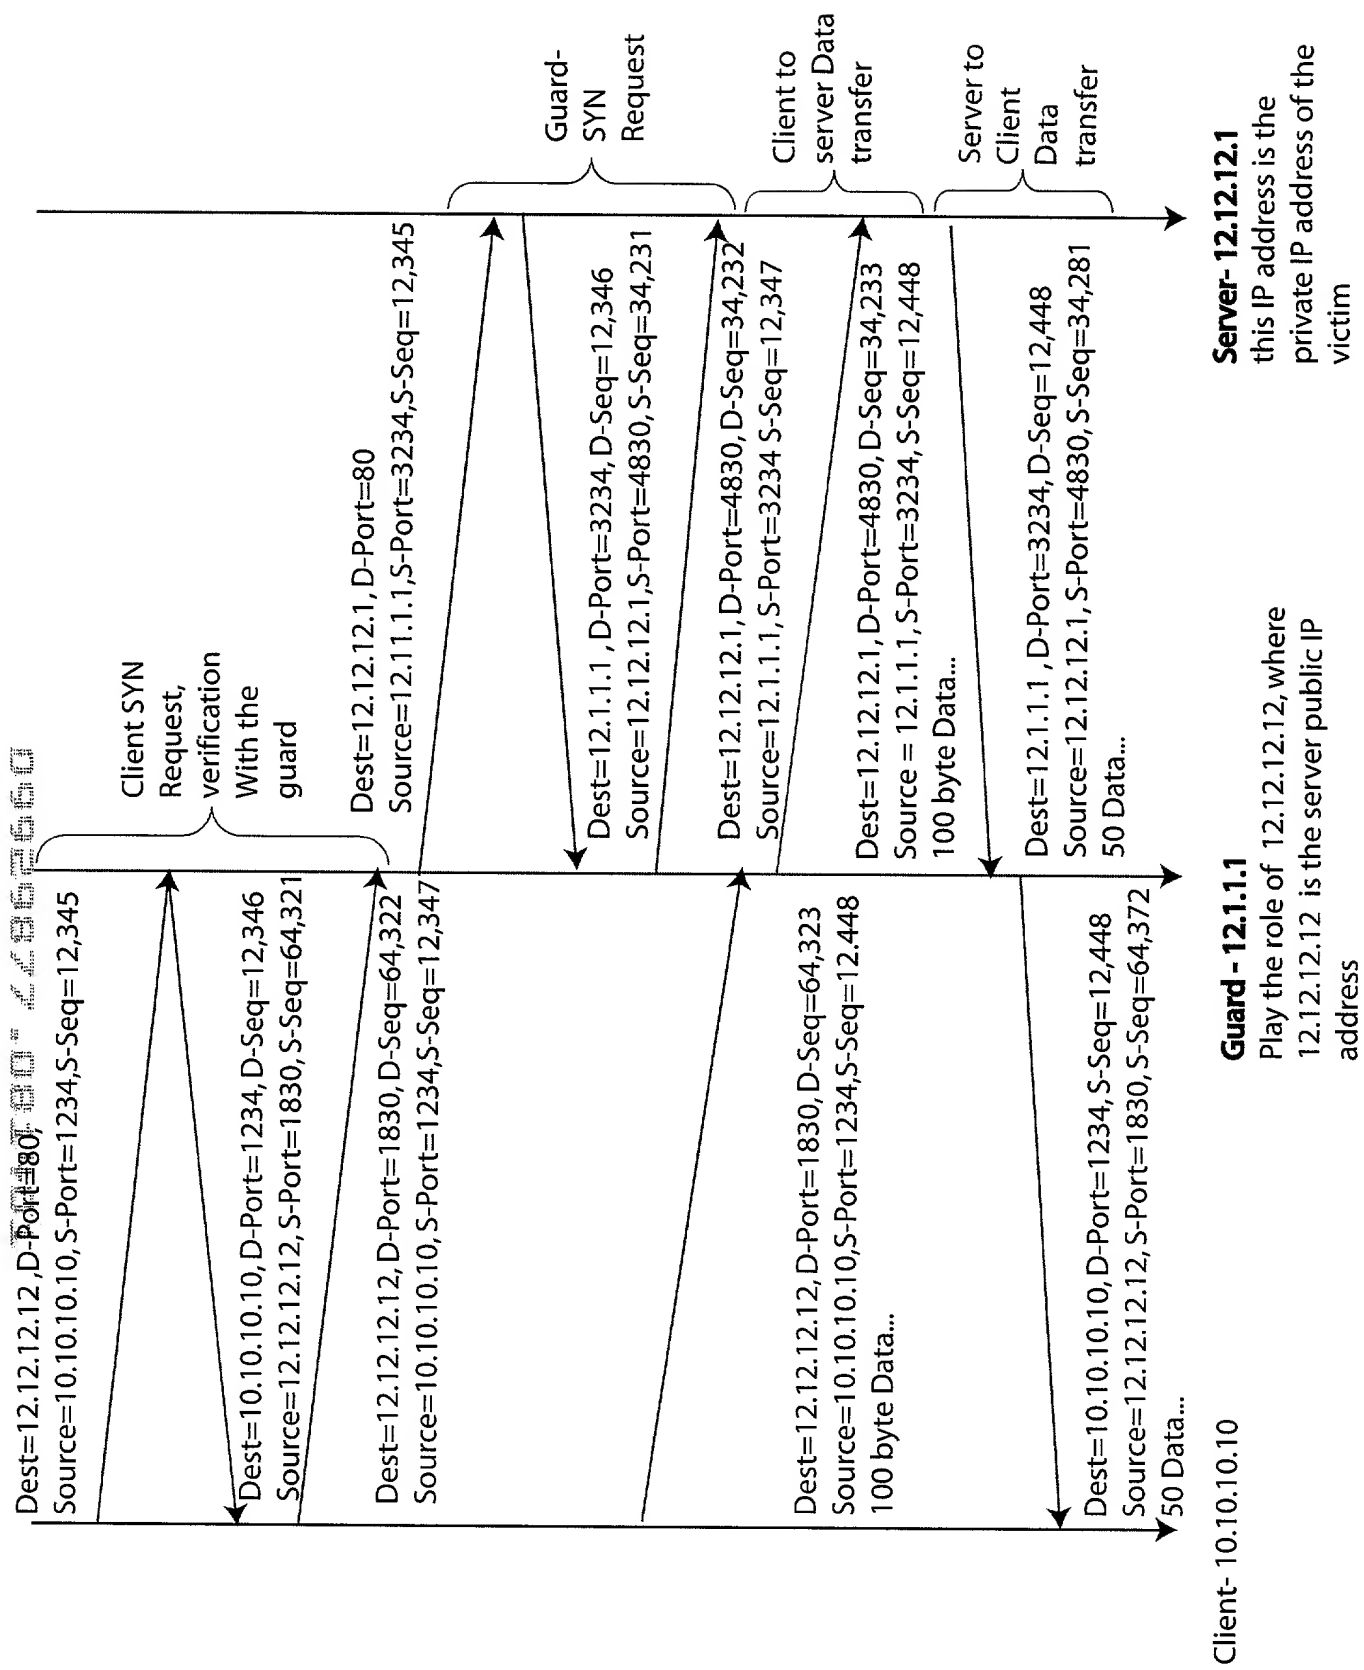 Dest=12.12.12.12,D-Port=80,
Source=10.10.10.10, S-Port=1234,S-Seq=12,345
Client SYN
Request,
verification
With the
guard
Dest=10.10.10.10, D-Port=1234, D-Seq=12,346
Source=12.12.12.12, S-Port=1830, S-Seq=64,321
Dest=12.12.12.12, D-Port=1830, D-Seq=64,322
Source=10.10.10.10, S-Port=1234,S-Seq=12,347
Dest=12.12.12.1, D-Port=80
Source=12.11.1.1,S-Port=3234,S-Seq=12,345
Guard-
SYN
Request
Dest=12.1.1.1 , D-Port=3234, D-Seq=12,346
Source=12.12.12.1,S-Port=4830, S-Seq=34,231
Dest=12.12.12.1, D-Port=4830, D-Seq=34,232
Source=12.1.1.1, S-Port=3234 S-Seq=12,347
Client to
server Data
transfer
Dest=12.12.12.12, D-Port=1830, D-Seq=64,323
Source=10.10.10.10,S-Port=1234,S-Seq=12.448
100 byte Data...
Dest=12.12.12.1, D-Port=4830, D-Seq=34,233
Source = 12.1.1.1, S-Port=3234, S-Seq=12,448
100 byte Data...
Server to
Client
Data
transfer
Dest=12.1.1.1 , D-Port=3234, D-Seq=12,448
Source=12.12.12.1, S-Port=4830, S-Seq=34,281
50 Data...
Dest=10.10.10.10, D-Port=1234, S-Seq=12,448
Source=12.12.12.12, S-Port=1830, S-Seq=64,372
50 Data...
Client- 10.10.10.10
Guard - 12.1.1.1
Play the role of 12.12.12.12, where
12.12.12.12 is the server public IP
address
Server- 12.12.12.1
this IP address is the
private IP address of the
victim